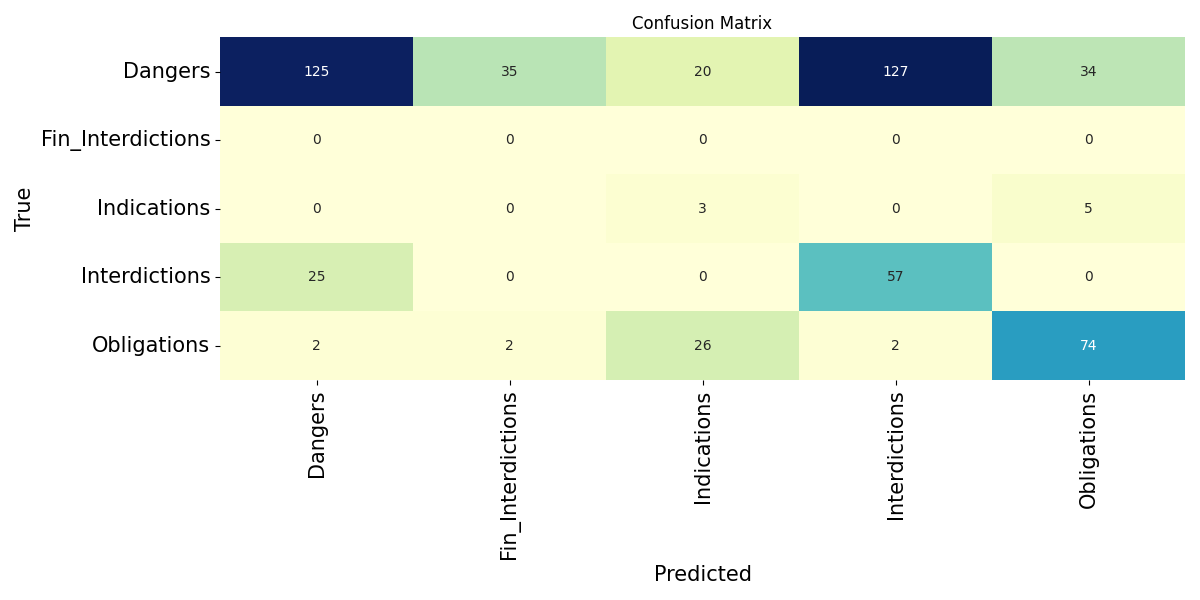 Confusion Matrix
Dangers 125 35 20 127 34
Fin_Interdictions 0 0 0 0 0
Indications 0 0 3 0 5
Interdictions 25 0 0 57 0
Obligations 2 2 26 2 74
True
Dangers
Fin_Interdictions
Indications
Interdictions
Obligations
Predicted